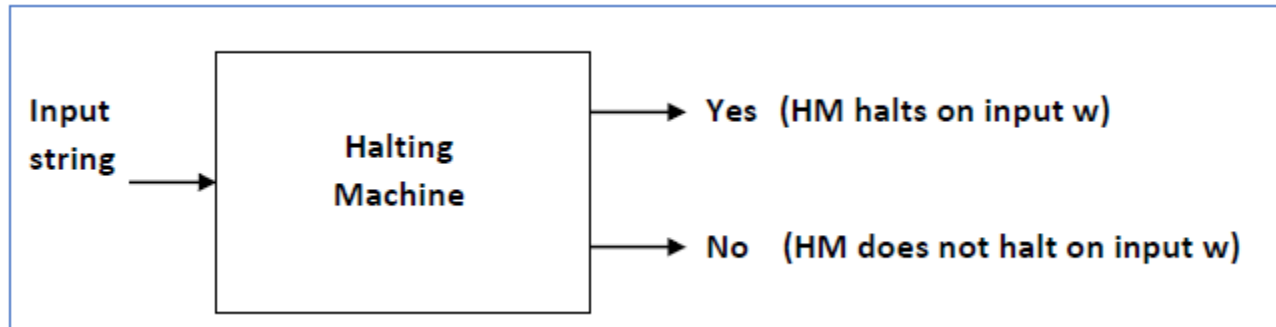 Input
string
Halting
Machine
Yes (HM halts on input w)
No (HM does not halt on input w)